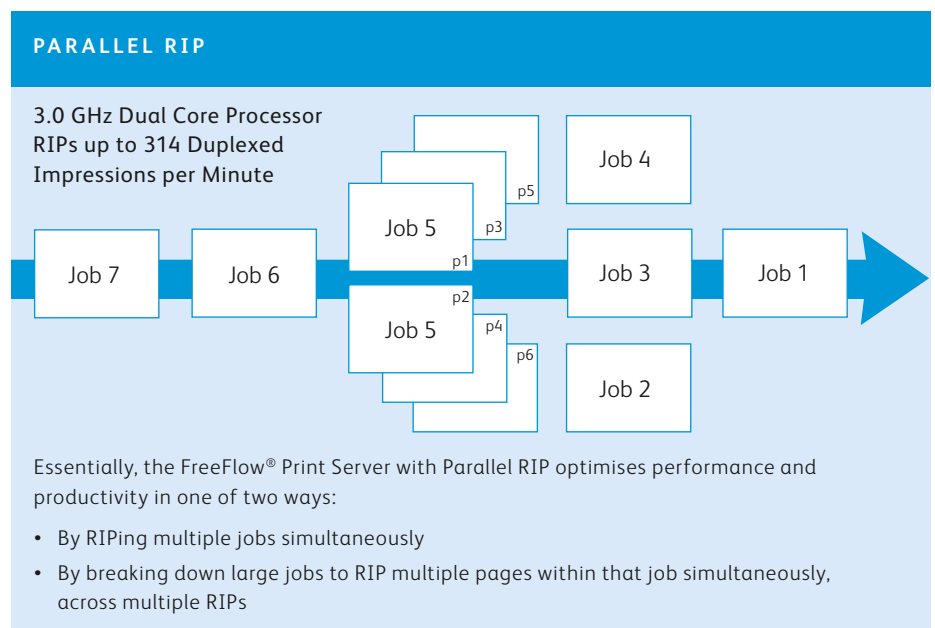 PARALLEL RIP
3.0 GHz Dual Core Processor
RIPs up to 314 Duplexed
Impressions per Minute
Job 7
Job 6
Job 5
p1
p3
p5
Job 5
p2
p4
p6
Job 4
Job 3
Job 2
Job 1
Essentially, the FreeFlow® Print Server with Parallel RIP optimises performance and
productivity in one of two ways:
• By RIPing multiple jobs simultaneously
• By breaking down large jobs to RIP multiple pages within that job simultaneously,
across multiple RIPs